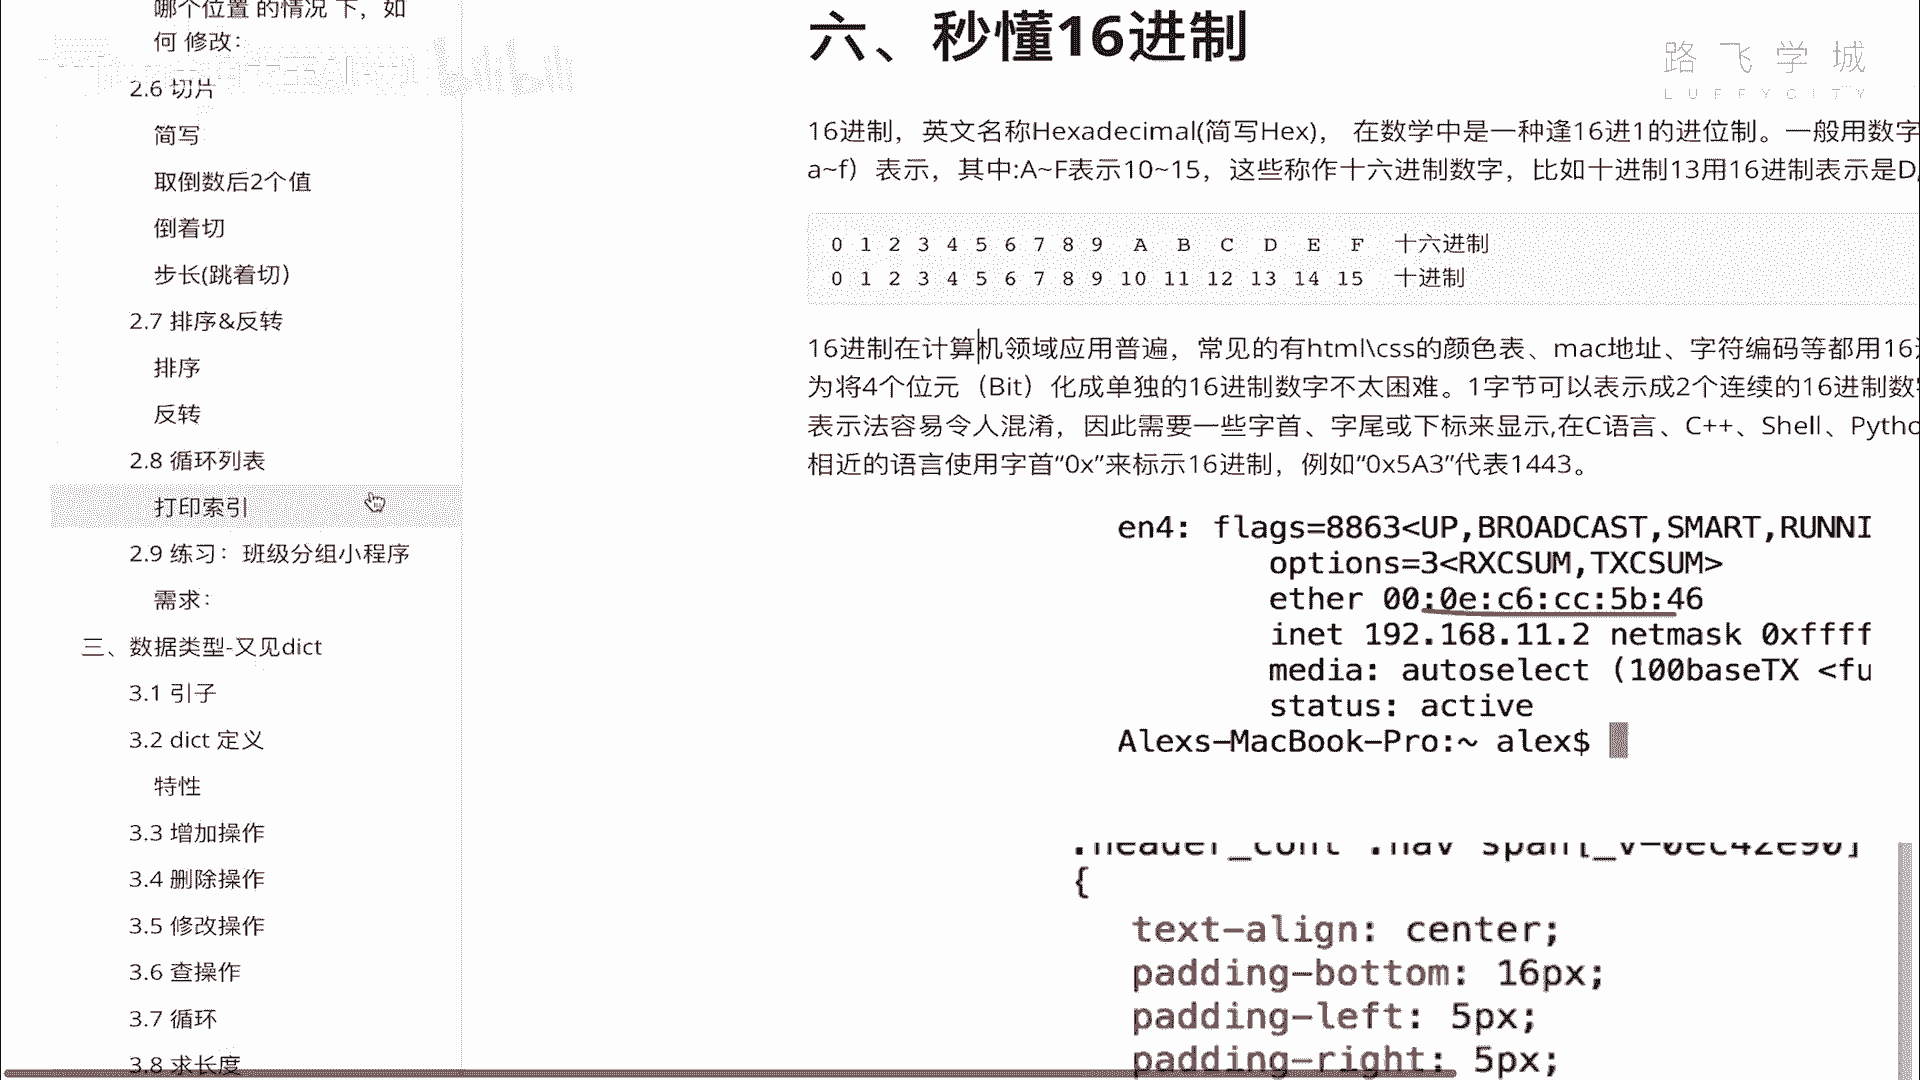 哪个位置 的情况 下，如
何 修改：
2.6 切片
简写
取倒数后2个值
倒着切
步长(跳着切）
2.7 排序&反转
排序
反转
2.8 循环列表
打印索引
2.9 练习：班级分组小程序
需求：
三、数据类型-又见dict
3.1 引子
3.2 dict 定义
特性
3.3 增加操作
3.4 删除操作
3.5 修改操作
3.6 查操作
3.7 循环
3.8 求长度
六、秒懂16进制
路飞学城
LUFFYCITY
16进制，英文名称Hexadecimal(简写Hex)， 在数学中是一种逢16进1的进位制。一般用数字
a~f）表示，其中:A~F表示10~15，这些称作十六进制数字，比如十进制13用16进制表示是D,
0 1 2 3 4 5 6 7 8 9 A B C D E F 十六进制
0 1 2 3 4 5 6 7 8 9 10 11 12 13 14 15 十进制
16进制在计算机领域应用普遍，常见的有html\css的颜色表、mac地址、字符编码等都用16
为将4个位元（Bit）化成单独的16进制数字不太困难。1字节可以表示成2个连续的16进制数
表示法容易令人混淆，因此需要一些字首、字尾或下标来显示,在C语言、C++、Shell、Pytho
相近的语言使用字首“0x”来标示16进制，例如“0x5A3”代表1443。
en4: flags=8863<UP,BROADCAST,SMART,RUNNI
options=3<RXCSUM,TXCSUM>
ether 00:0e:c6:cc:5b:46
inet 192.168.11.2 netmask 0xffff
media: autoselect (100baseTX <fu
status: active
Alexs-MacBook-Pro:~ alex$
.header_cont .nav span[_v-0ec42e90]
{
text-align: center;
padding-bottom: 16px;
padding-left: 5px;
padding-right: 5px;